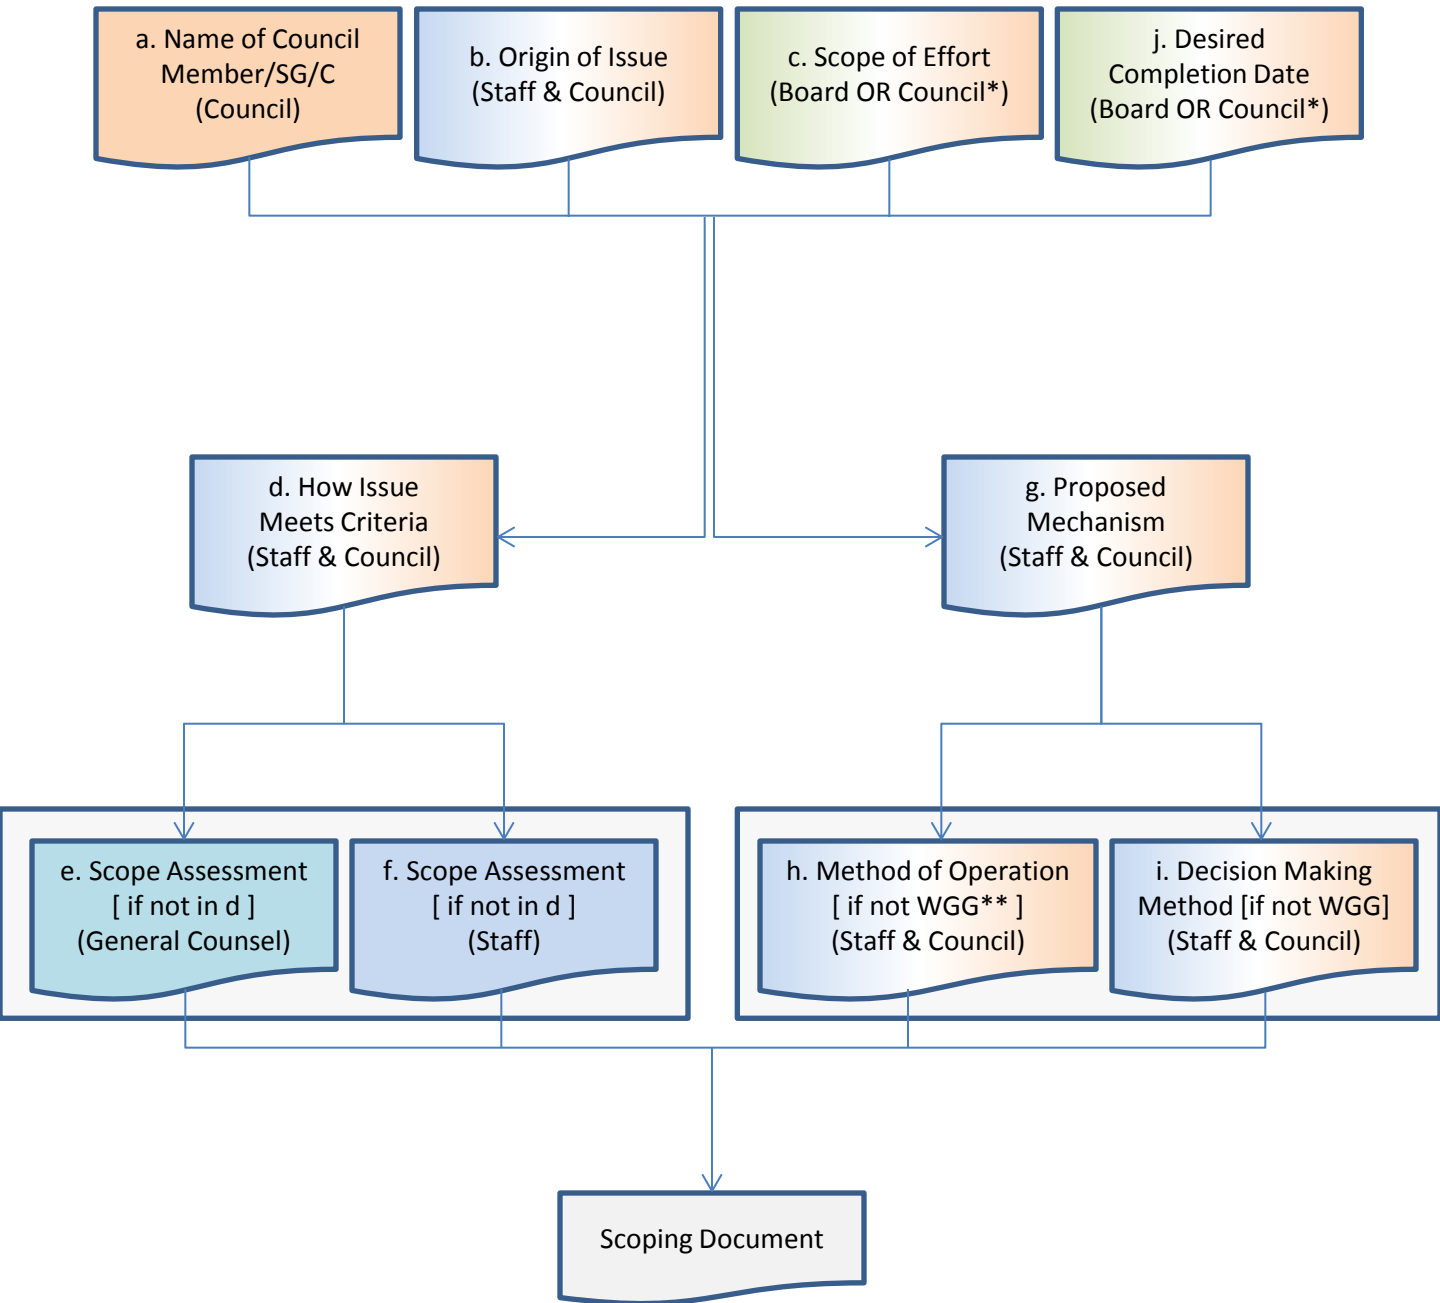 a. Name of Council
Member/SG/C
(Council)
b. Origin of Issue
(Staff & Council)
c. Scope of Effort
(Board OR Council*)
j. Desired
Completion Date
(Board OR Council*)
d. How Issue
Meets Criteria
(Staff & Council)
g. Proposed
Mechanism
(Staff & Council)
e. Scope Assessment
[ if not in d ]
(General Counsel)
f. Scope Assessment
[ if not in d ]
(Staff)
h. Method of Operation
[ if not WGG** ]
(Staff & Council)
i. Decision Making
Method [if not WGG]
(Staff & Council)
Scoping Document